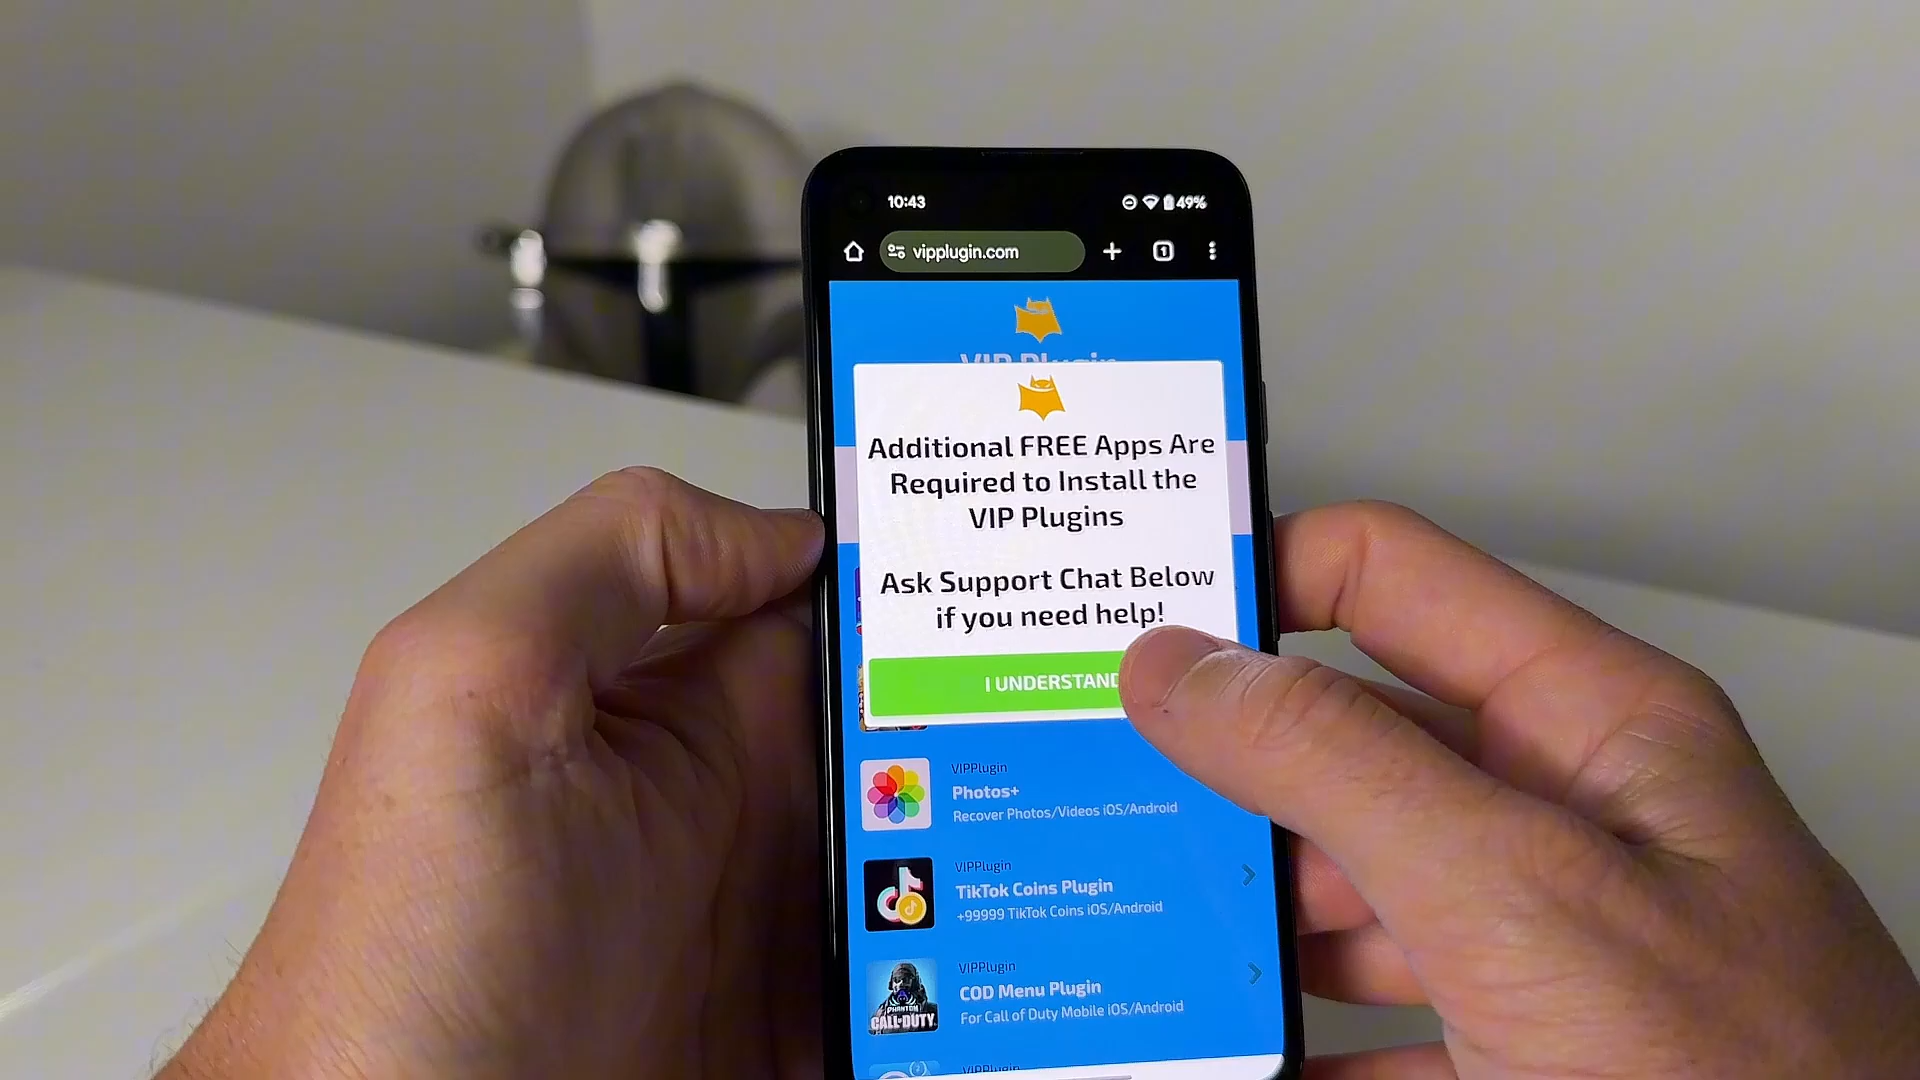 10:43
49%
vipplugin.com
1
VIP Plugin
Additional FREE Apps Are
Required to Install the
VIP Plugins
Ask Support Chat Below
if you need help!
I UNDERSTAND
VIPPlugin
Photos+
Recover Photos/Videos iOS/Android
VIPPlugin
TikTok Coins Plugin
+99999 TikTok Coins iOS/Android
VIPPlugin
COD Menu Plugin
For Call of Duty Mobile iOS/Android
PHANTOM
CALL OF DUTY
VIPPlugin